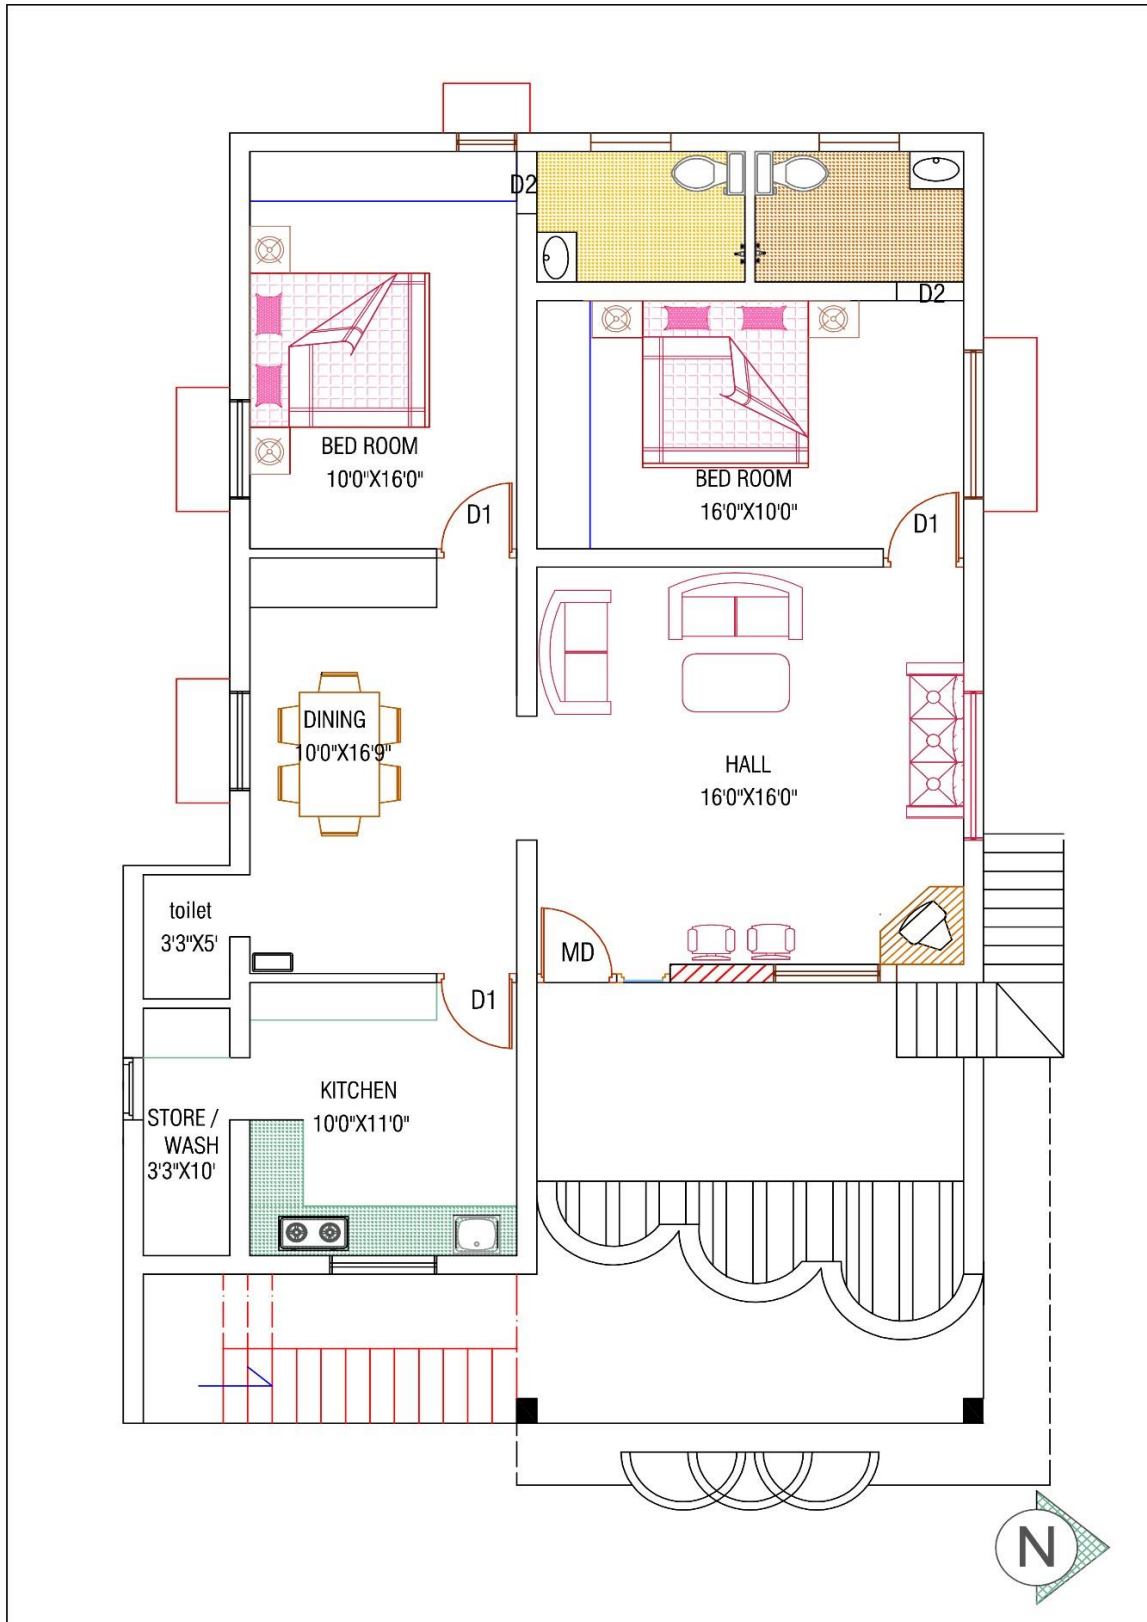 D2
D2
BED ROOM
10'0"X16'0"
BED ROOM
16'0"X10'0"
D1
D1
DINING
10'0"X16'9"
HALL
16'0"X16'0"
toilet
3'3"X5'
MD
D1
KITCHEN
10'0"X11'0"
STORE /
WASH
3'3"X10'
N